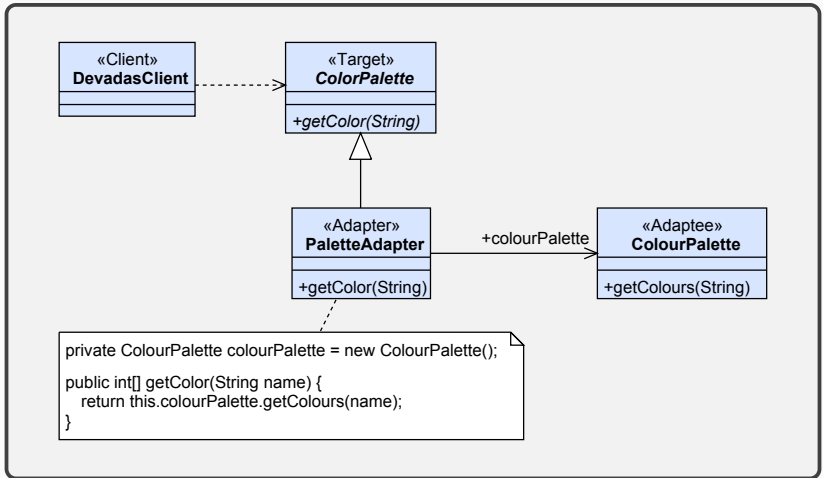 «Client»
DevadasClient
«Target»
ColorPalette
+getColor(String)
«Adapter»
PaletteAdapter
+getColor(String)
+colourPalette
«Adaptee»
ColourPalette
+getColours(String)
private ColourPalette colourPalette = new ColourPalette();
public int[] getColor(String name) {
return this.colourPalette.getColours(name);
}